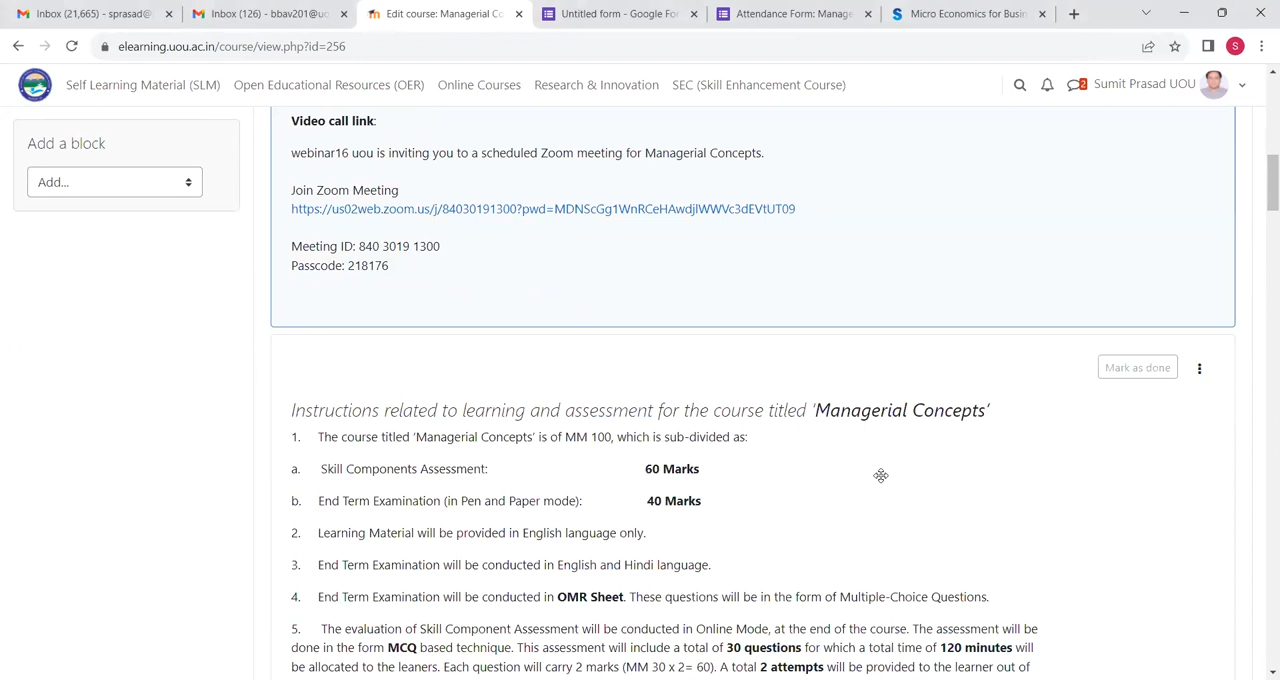 Inbox (21,665) - sprasad@
Inbox (126) - bbav201@uo
Edit course: Managerial Co
Untitled form - Google Fo
Attendance Form: Manage
Micro Economics for Busin
elearning.uou.ac.in/course/view.php?id=256
S
Self Learning Material (SLM) Open Educational Resources (OER) Online Courses Research & Innovation SEC (Skill Enhancement Course)
2
Sumit Prasad UOU
Add a block
Add...
Video call link:
webinar16 uou is inviting you to a scheduled Zoom meeting for Managerial Concepts.
Join Zoom Meeting
https://us02web.zoom.us/j/84030191300?pwd=MDNScGg1WnRCeHAwdjlWWVc3dEVtUT09
Meeting ID: 840 3019 1300
Passcode: 218176
Mark as done
Instructions related to learning and assessment for the course titled ‘Managerial Concepts’
1. The course titled ‘Managerial Concepts’ is of MM 100, which is sub-divided as:
a. Skill Components Assessment: 60 Marks
b. End Term Examination (in Pen and Paper mode): 40 Marks
2. Learning Material will be provided in English language only.
3. End Term Examination will be conducted in English and Hindi language.
4. End Term Examination will be conducted in OMR Sheet. These questions will be in the form of Multiple-Choice Questions.
5. The evaluation of Skill Component Assessment will be conducted in Online Mode, at the end of the course. The assessment will be
done in the form MCQ based technique. This assessment will include a total of 30 questions for which a total time of 120 minutes will
be allocated to the leaners. Each question will carry 2 marks (MM 30 x 2= 60). A total 2 attempts will be provided to the learner out of